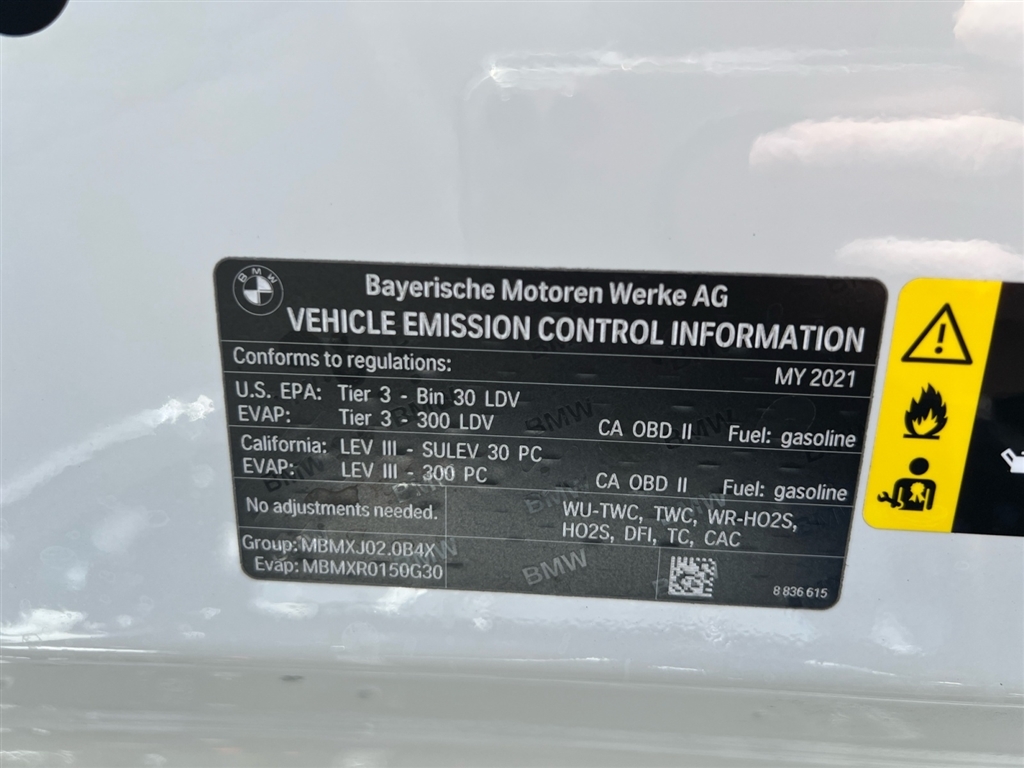 BMW
Bayerische Motoren Werke AG
VEHICLE EMISSION CONTROL INFORMATION
Conforms to regulations:
MY 2021
U.S. EPA: Tier 3 - Bin 30 LDV
EVAP: Tier 3 - 300 LDV CA OBD II Fuel: gasoline
California: LEV III - SULEV 30 PC
EVAP: LEV III - 300 PC CA OBD II Fuel: gasoline
No adjustments needed.
WU-TWC, TWC, WR-HO2S,
HO2S, DFI, TC, CAC
Group: MBMXJ02.0B4X
Evap: MBMXR0150G30
8 836 615